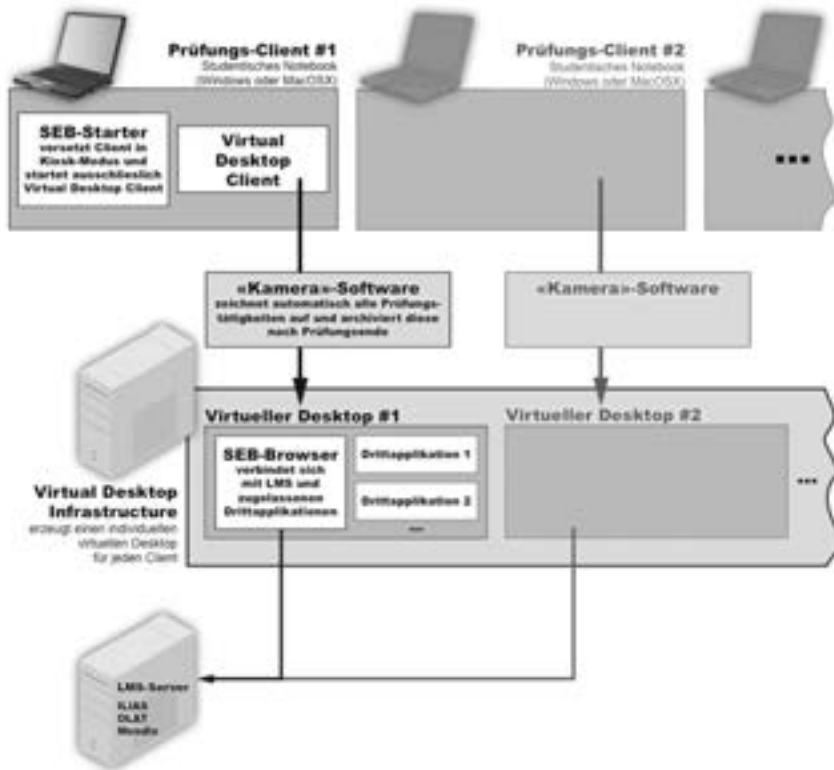 Prüfungs-Client #1
Studentisches Notebook
(Windows oder MacOSX)
Prüfungs-Client #2
Studentisches Notebook
(Windows oder MacOSX)
SEB-Starter
versetzt Client in
Kiosk-Modus und
startet ausschlieslich
Virtual Desktop Client
Virtual
Desktop
Client
...
«Kamera»-Software
zeichnet automatisch alle Prüfungs-
tätigkeiten auf und archiviert diese
nach Prüfungsende
«Kamera»-Software
Virtueller Desktop #1
Virtueller Desktop #2
SEB-Browser
verbindet sich
mit LMS und
zugelassenen
Drittapplikationen
Drittapplikation 1
Drittapplikation 2
...
...
Virtual Desktop
Infrastructure
erzeugt einen individuellen
virtuellen Desktop
für jeden Client
LMS-Server
ILIAS
OLAT
Moodle